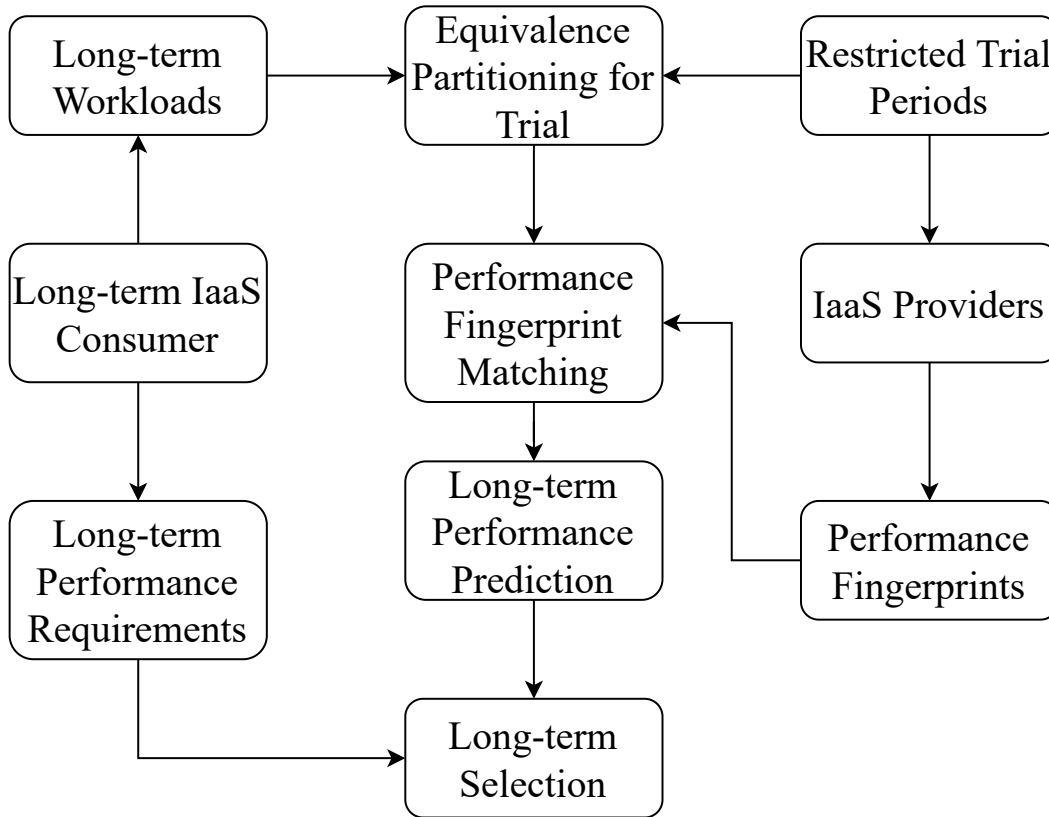 Long-term
Workloads
Equivalence
Partitioning for
Trial
Restricted Trial
Periods
Long-term IaaS
Consumer
Performance
Fingerprint
Matching
IaaS Providers
Long-term
Performance
Requirements
Long-term
Performance
Prediction
Performance
Fingerprints
Long-term
Selection